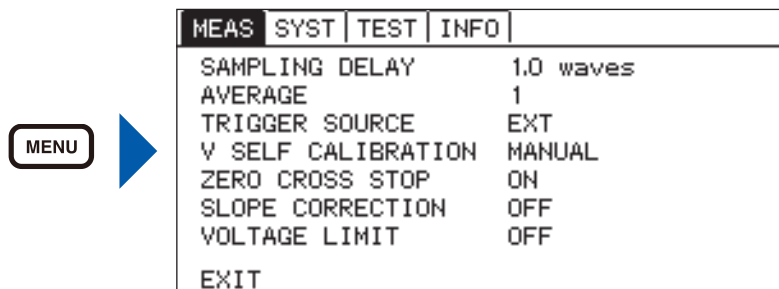 MENU
MEAS SYST TEST INFO
SAMPLING DELAY 1.0 waves
AVERAGE 1
TRIGGER SOURCE EXT
V SELF CALIBRATION MANUAL
ZERO CROSS STOP ON
SLOPE CORRECTION OFF
VOLTAGE LIMIT OFF
EXIT